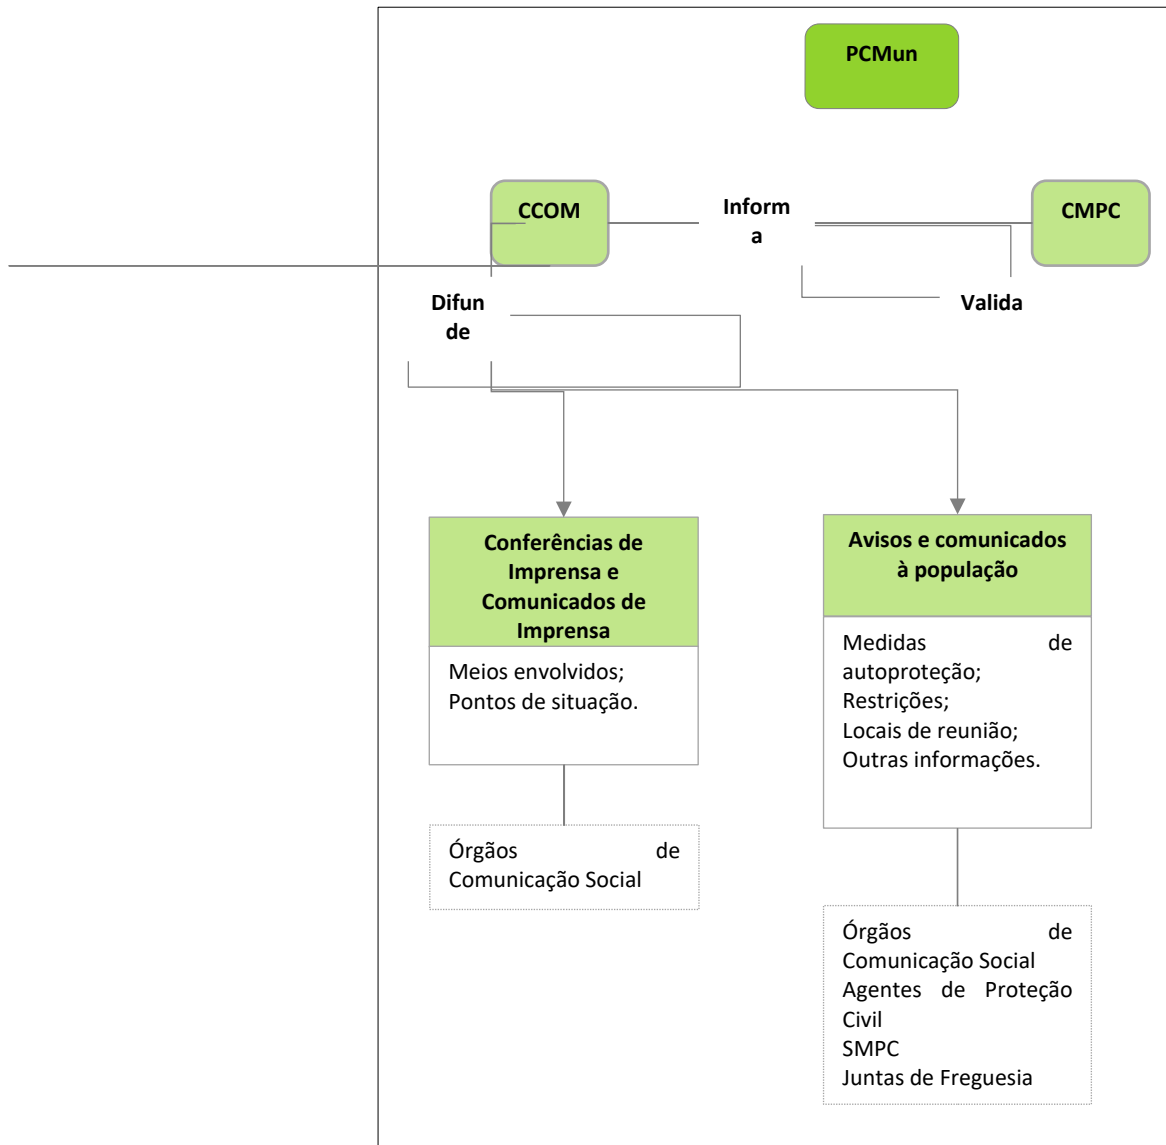 PCMun
CCOM
Inform
a
CMPC
Difun
de
Valida
Conferências de
Imprensa e
Comunicados de
Imprensa
Meios envolvidos;
Pontos de situação.
Órgãos de
Comunicação Social
Avisos e comunicados
à população
Medidas de
autoproteção;
Restrições;
Locais de reunião;
Outras informações.
Órgãos de
Comunicação Social
Agentes de Proteção
Civil
SMPC
Juntas de Freguesia